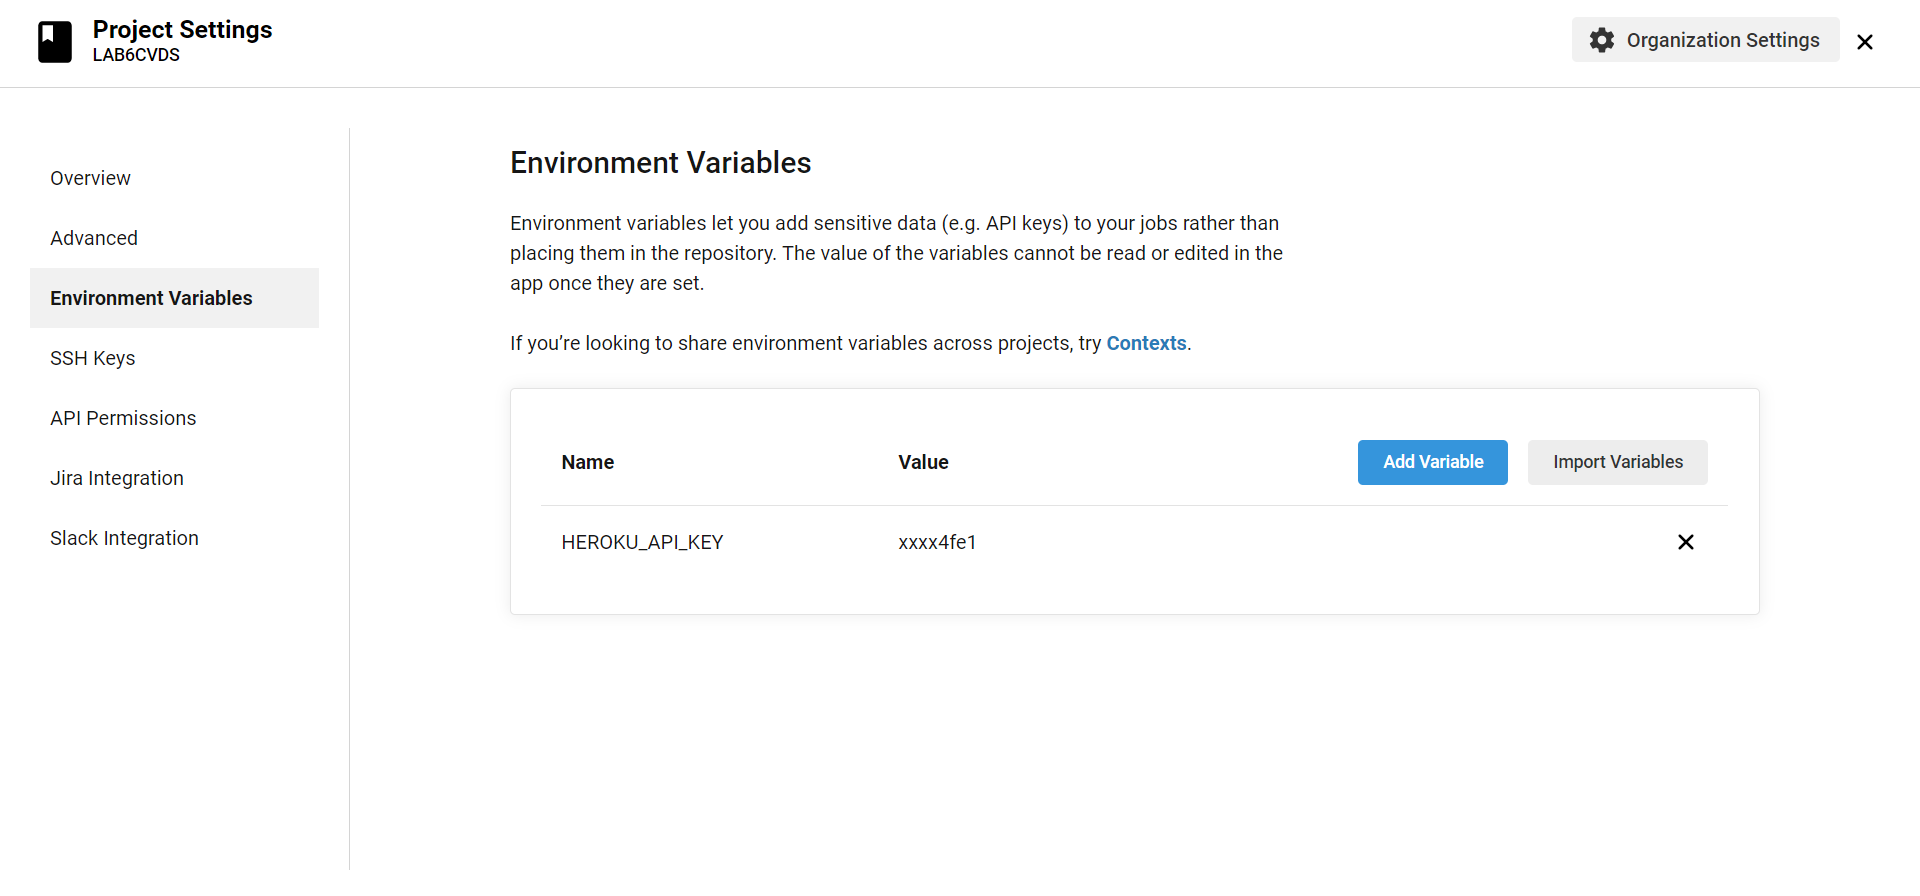 Project Settings
LAB6CVDS
Organization Settings
Overview
Advanced
Environment Variables
SSH Keys
API Permissions
Jira Integration
Slack Integration
Environment Variables
Environment variables let you add sensitive data (e.g. API keys) to your jobs rather than
placing them in the repository. The value of the variables cannot be read or edited in the
app once they are set.
If you’re looking to share environment variables across projects, try Contexts.
Name Value Add Variable Import Variables
HEROKU_API_KEY xxxx4fe1